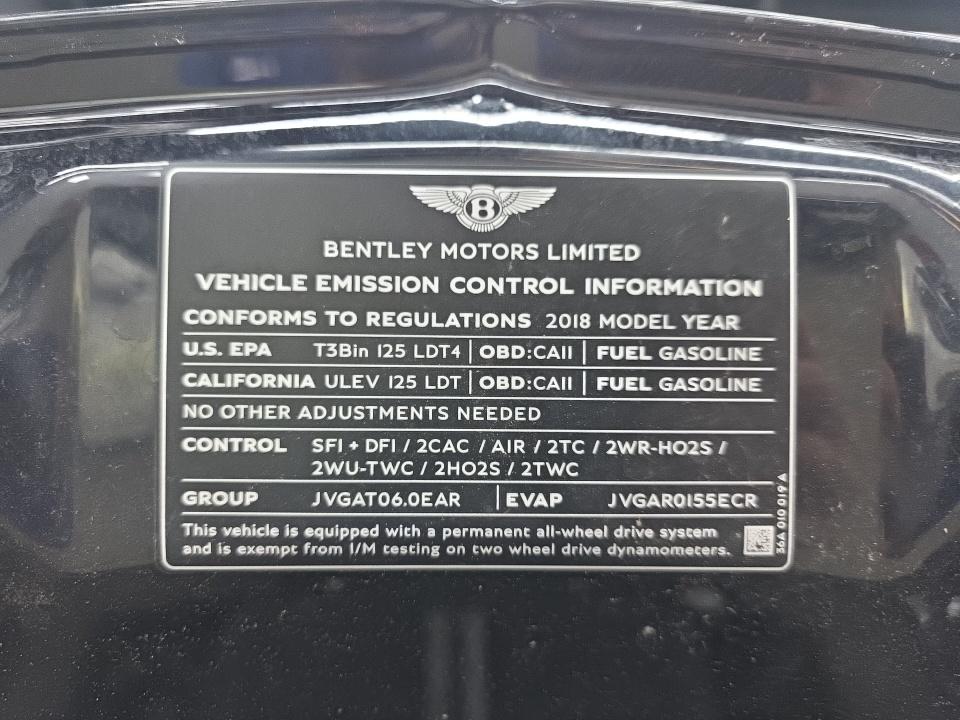 B
BENTLEY MOTORS LIMITED
VEHICLE EMISSION CONTROL INFORMATION
CONFORMS TO REGULATIONS 2018 MODEL YEAR
U.S. EPA T3Bin 125 LDT4 OBD:CAII FUEL GASOLINE
CALIFORNIA ULEV 125 LDT OBD:CAII FUEL GASOLINE
NO OTHER ADJUSTMENTS NEEDED
CONTROL SFI + DFI / 2CAC / AIR / 2TC / 2WR-HO2S /
2WU-TWC / 2HO2S / 2TWC
GROUP JVGAT06.0EAR EVAP JVGAR0155ECR
This vehicle is equipped with a permanent all-wheel drive system
and is exempt from I/M testing on two wheel drive dynamometers.
36A 010 019 A